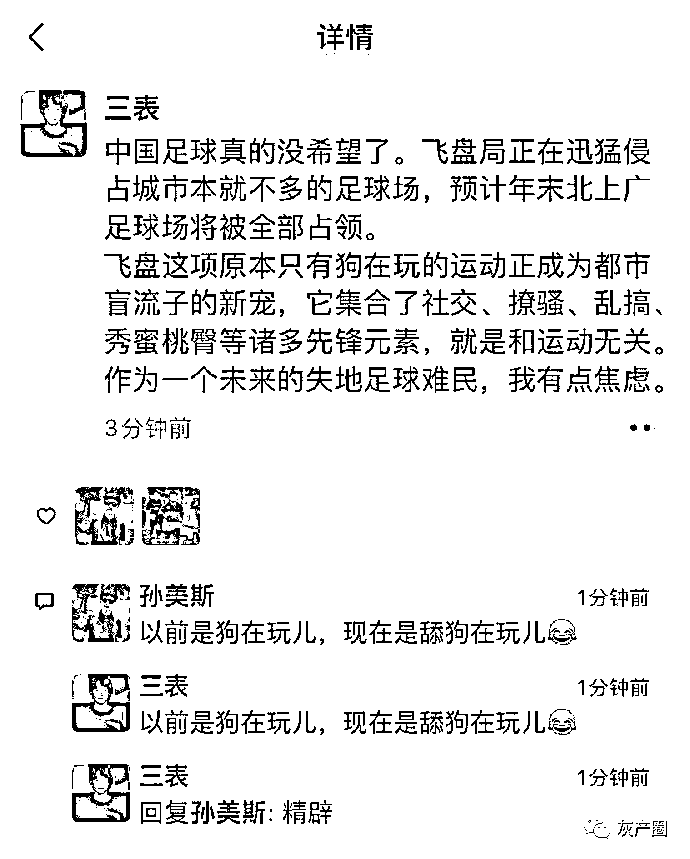 详情
三表
中国足球真的没希望了。飞盘局正在迅猛侵
占城市本就不多的足球场，预计年末北上广
足球场将被全部占领。
飞盘这项原本只有狗在玩的运动正成为都市
盲流子的新宠，它集合了社交、撩骚、乱搞、
秀蜜桃臀等诸多先锋元素，就是和运动无关。
作为一个未来的失地足球难民，我有点焦虑。
3分钟前
孙美斯 1分钟前
以前是狗在玩儿，现在是舔狗在玩儿😂
三表 1分钟前
以前是狗在玩儿，现在是舔狗在玩儿😂
三表 1分钟前
回复孙美斯: 精辟
灰产圈